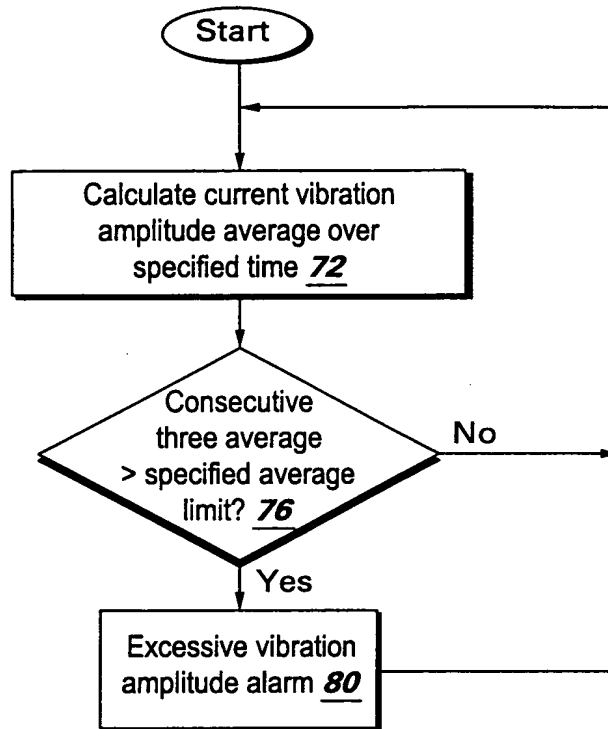 Start
Calculate current vibration
amplitude average over
specified time 72
Consecutive
three average
> specified average
limit? 76
No
Yes
Excessive vibration
amplitude alarm 80